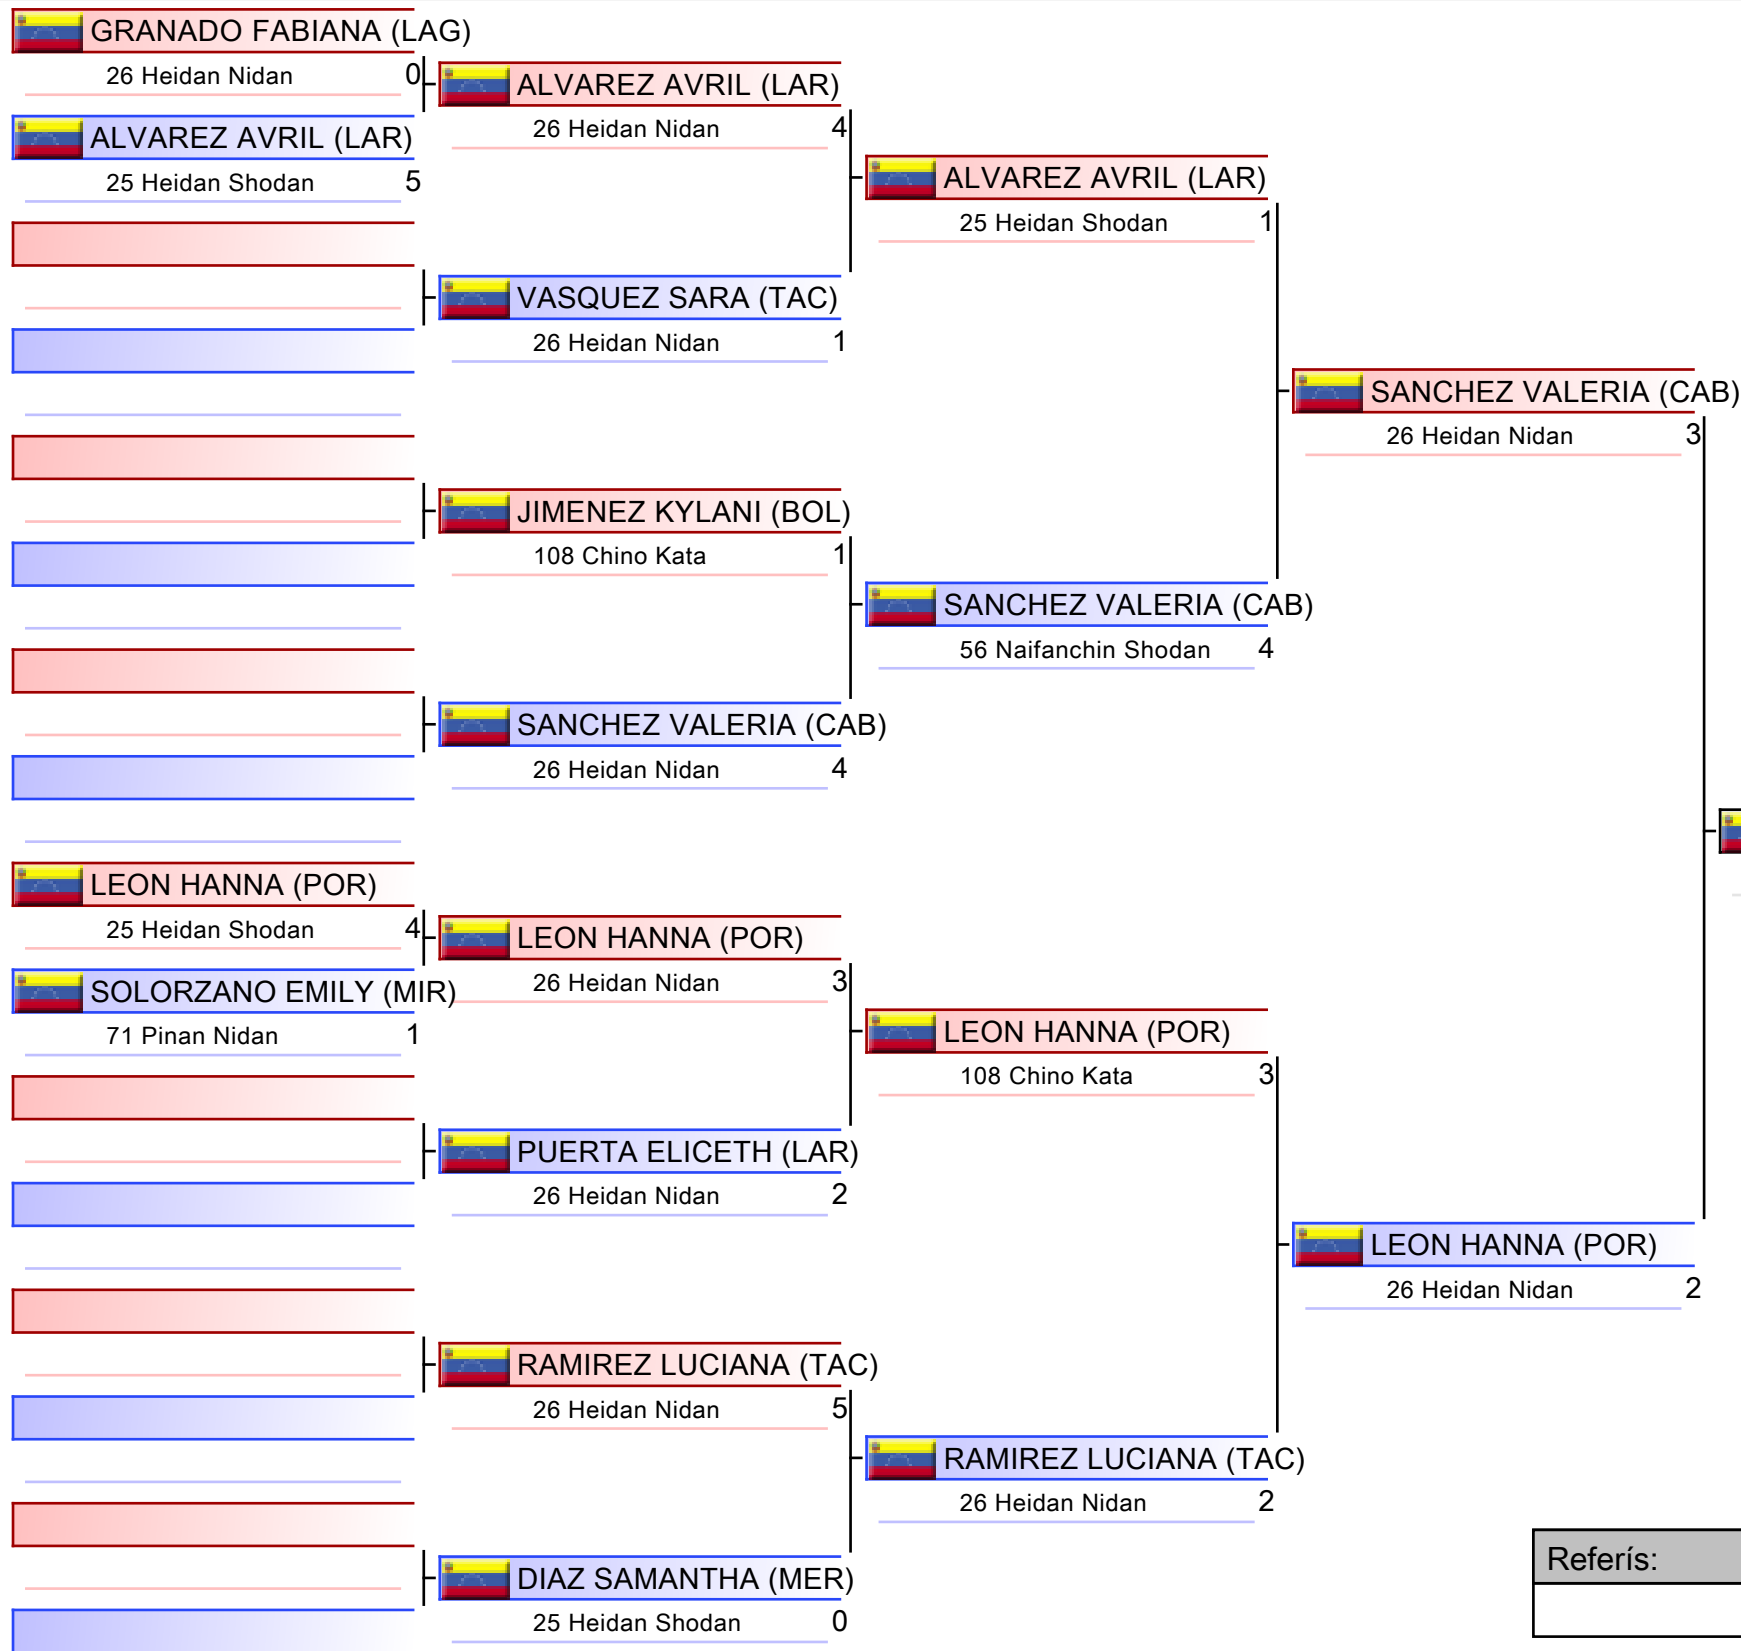 GRANADO FABIANA (LAG)
26 Heidan Nidan 0
ALVAREZ AVRIL (LAR)
25 Heidan Shodan 5
LEON HANNA (POR)
25 Heidan Shodan 4
SOLORZANO EMILY (MIR)
71 Pinan Nidan 1
ALVAREZ AVRIL (LAR)
26 Heidan Nidan 4
VASQUEZ SARA (TAC)
26 Heidan Nidan 1
JIMENEZ KYLANI (BOL)
108 Chino Kata 1
SANCHEZ VALERIA (CAB)
26 Heidan Nidan 4
LEON HANNA (POR)
26 Heidan Nidan 3
PUERTA ELICETH (LAR)
26 Heidan Nidan 2
RAMIREZ LUCIANA (TAC)
26 Heidan Nidan 5
DIAZ SAMANTHA (MER)
25 Heidan Shodan 0
ALVAREZ AVRIL (LAR)
25 Heidan Shodan 1
SANCHEZ VALERIA (CAB)
56 Naifanchin Shodan 4
LEON HANNA (POR)
108 Chino Kata 3
RAMIREZ LUCIANA (TAC)
26 Heidan Nidan 2
SANCHEZ VALERIA (CAB)
26 Heidan Nidan 3
LEON HANNA (POR)
26 Heidan Nidan 2
Referís: